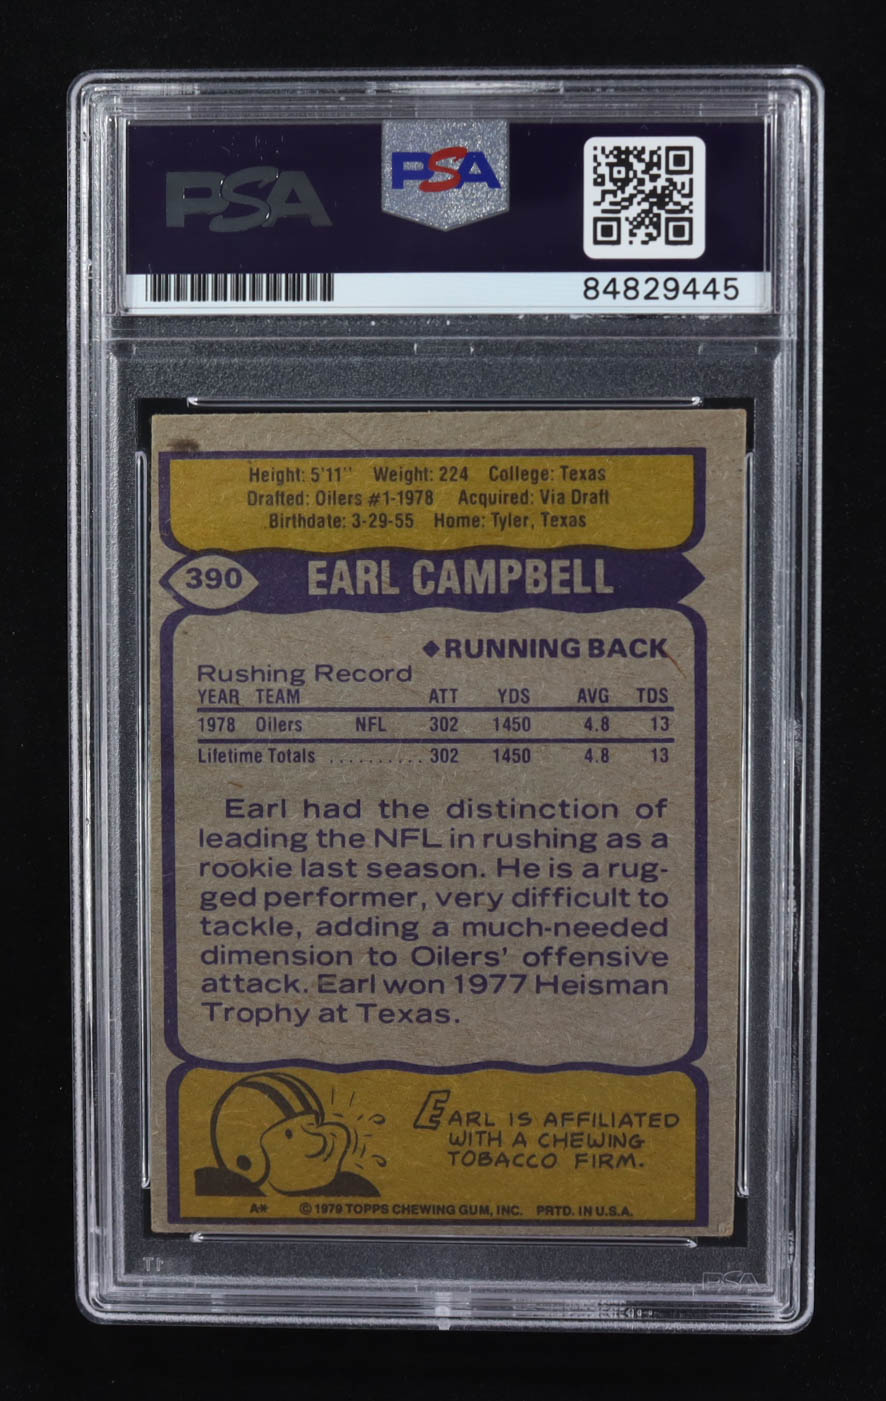 PSA
PSA
84829445
Height: 5'11" Weight: 224 College: Texas
Drafted: Oilers #1-1978 Acquired: Via Draft
Birthdate: 3-29-55 Home: Tyler, Texas
390 EARL CAMPBELL
◆RUNNING BACK
Rushing Record
YEAR TEAM ATT YDS AVG TDS
1978 Oilers NFL 302 1450 4.8 13
Lifetime Totals .......... 302 1450 4.8 13
Earl had the distinction of
leading the NFL in rushing as a
rookie last season. He is a rug-
ged performer, very difficult to
tackle, adding a much-needed
dimension to Oilers' offensive
attack. Earl won 1977 Heisman
Trophy at Texas.
EARL IS AFFILIATED
WITH A CHEWING
TOBACCO FIRM.
A* © 1979 TOPPS CHEWING GUM, INC. PRTD. IN U.S.A.
PSA